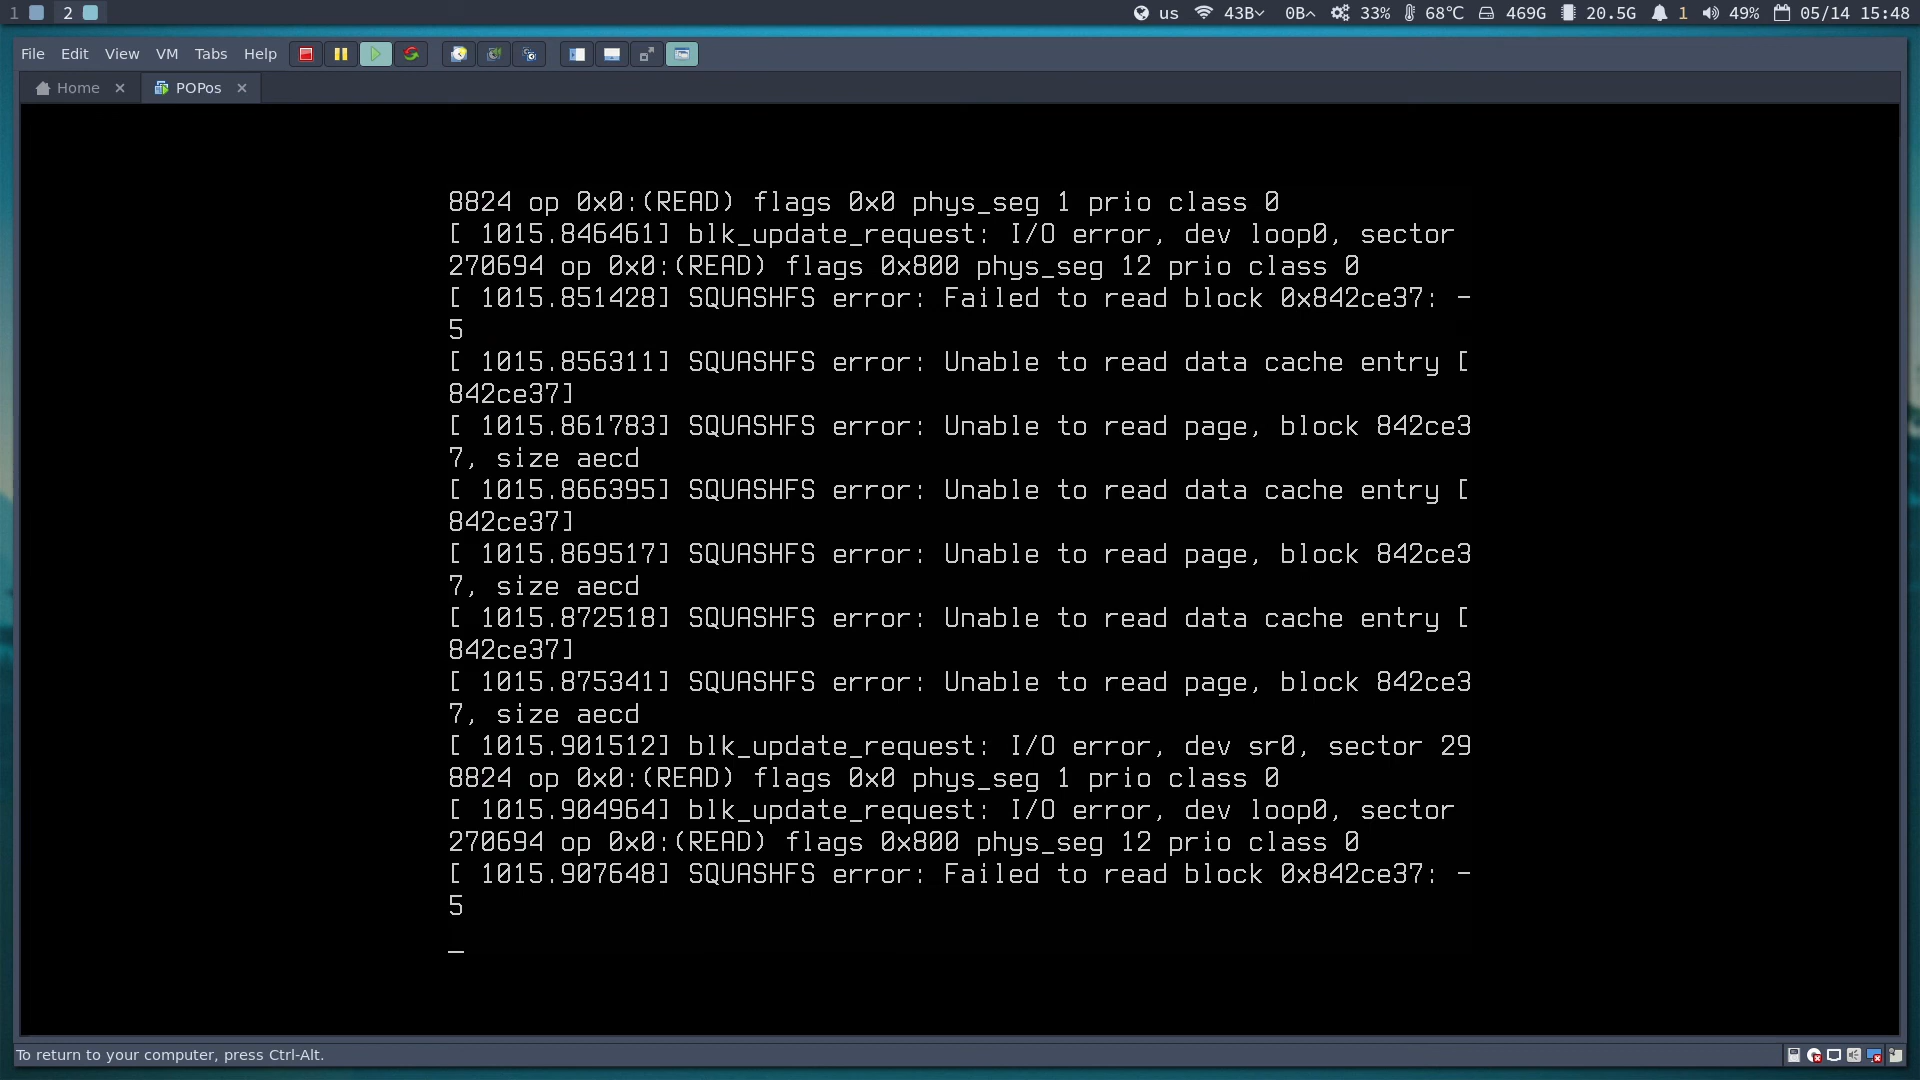 1 2 us 43B 0B 33% 68℃ 469G 20.5G 1 49% 05/14 15:48
File Edit View VM Tabs Help
Home POPos
8824 op 0x0:(READ) flags 0x0 phys_seg 1 prio class 0
[ 1015.846461] blk_update_request: I/O error, dev loop0, sector
270694 op 0x0:(READ) flags 0x800 phys_seg 12 prio class 0
[ 1015.851428] SQUASHFS error: Failed to read block 0x842ce37: -
5
[ 1015.856311] SQUASHFS error: Unable to read data cache entry [
842ce37]
[ 1015.861783] SQUASHFS error: Unable to read page, block 842ce3
7, size aecd
[ 1015.866395] SQUASHFS error: Unable to read data cache entry [
842ce37]
[ 1015.869517] SQUASHFS error: Unable to read page, block 842ce3
7, size aecd
[ 1015.872518] SQUASHFS error: Unable to read data cache entry [
842ce37]
[ 1015.875341] SQUASHFS error: Unable to read page, block 842ce3
7, size aecd
[ 1015.901512] blk_update_request: I/O error, dev sr0, sector 29
8824 op 0x0:(READ) flags 0x0 phys_seg 1 prio class 0
[ 1015.904964] blk_update_request: I/O error, dev loop0, sector
270694 op 0x0:(READ) flags 0x800 phys_seg 12 prio class 0
[ 1015.907648] SQUASHFS error: Failed to read block 0x842ce37: -
5
_
To return to your computer, press Ctrl-Alt.